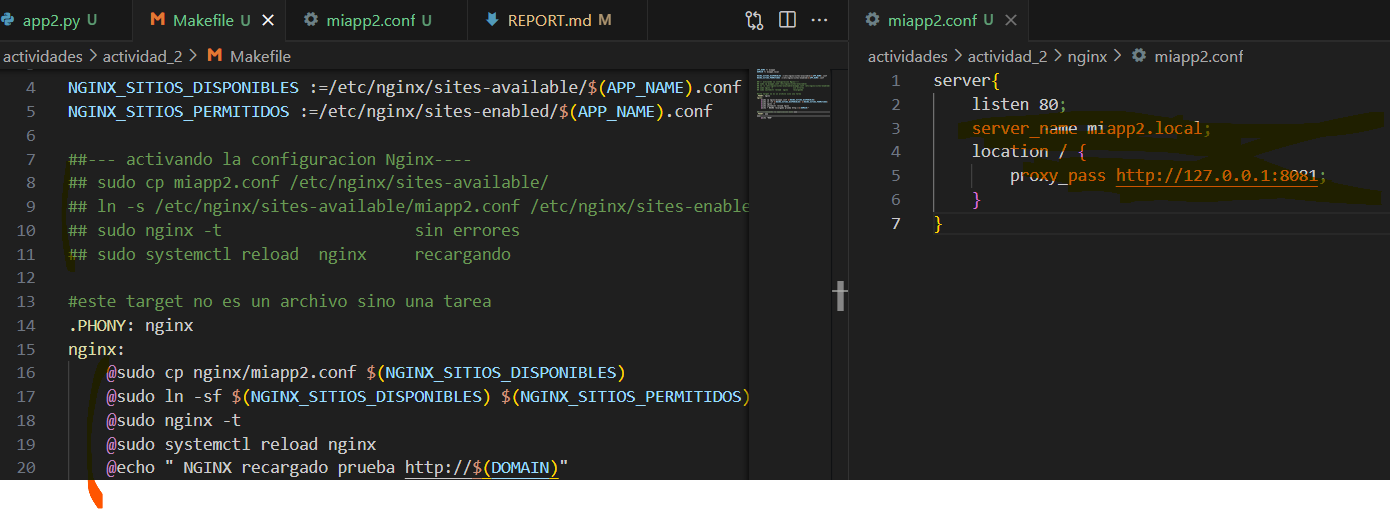 app2.py U
Makefile U
miapp2.conf U
REPORT.md M
actividades > actividad_2 > Makefile
4 NGINX_SITIOS_DISPONIBLES :=/etc/nginx/sites-available/$(APP_NAME).conf
5 NGINX_SITIOS_PERMITIDOS :=/etc/nginx/sites-enabled/$(APP_NAME).conf
6
7 ##--- activando la configuracion Nginx----
8 ## sudo cp miapp2.conf /etc/nginx/sites-available/
9 ## ln -s /etc/nginx/sites-available/miapp2.conf /etc/nginx/sites-enable
10 ## sudo nginx -t                    sin errores
11 ## sudo systemctl reload  nginx     recargando
12
13 #este target no es un archivo sino una tarea
14 .PHONY: nginx
15 nginx:
16     @sudo cp nginx/miapp2.conf $(NGINX_SITIOS_DISPONIBLES)
17     @sudo ln -sf $(NGINX_SITIOS_DISPONIBLES) $(NGINX_SITIOS_PERMITIDOS)
18     @sudo nginx -t
19     @sudo systemctl reload nginx
20     @echo " NGINX recargado prueba http://$(DOMAIN)"
miapp2.conf U
actividades > actividad_2 > nginx > miapp2.conf
1 server{
2     listen 80;
3     server_name miapp2.local;
4     location / {
5         proxy_pass http://127.0.0.1:8081;
6     }
7 }